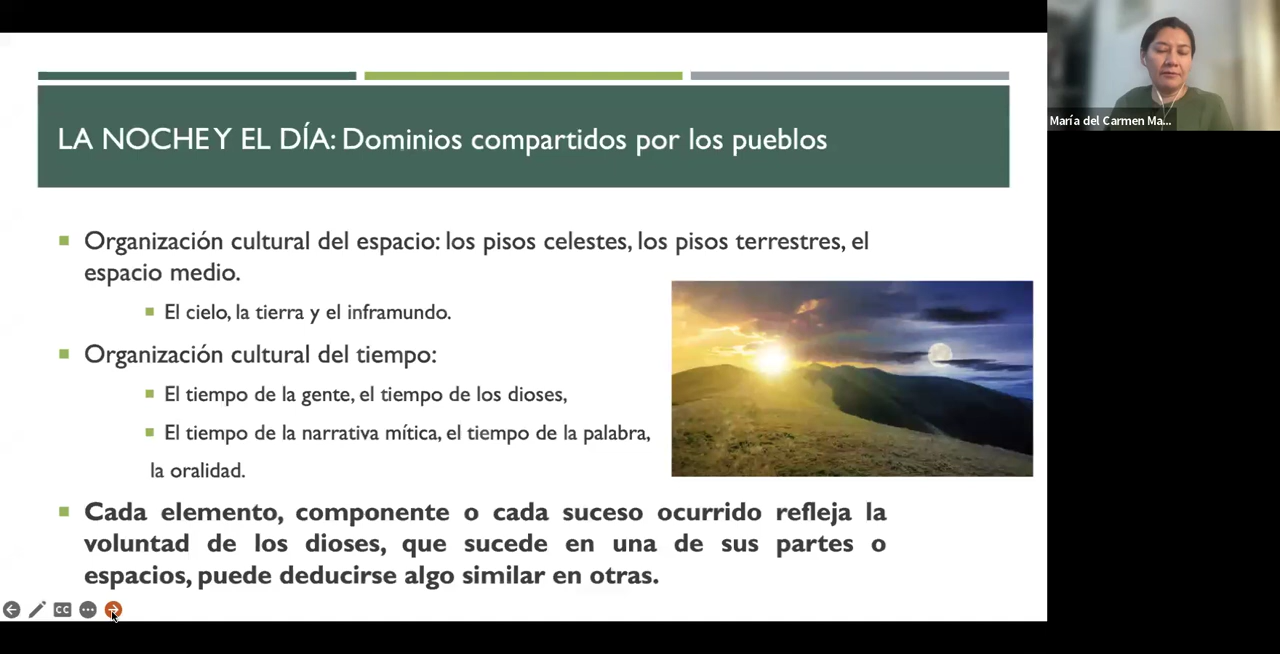 LA NOCHE Y EL DÍA: Dominios compartidos por los pueblos
María del Carmen Ma...
Organización cultural del espacio: los pisos celestes, los pisos terrestres, el
espacio medio.
El cielo, la tierra y el inframundo.
Organización cultural del tiempo:
El tiempo de la gente, el tiempo de los dioses,
El tiempo de la narrativa mítica, el tiempo de la palabra,
la oralidad.
Cada elemento, componente o cada suceso ocurrido refleja la
voluntad de los dioses, que sucede en una de sus partes o
espacios, puede deducirse algo similar en otras.
CC